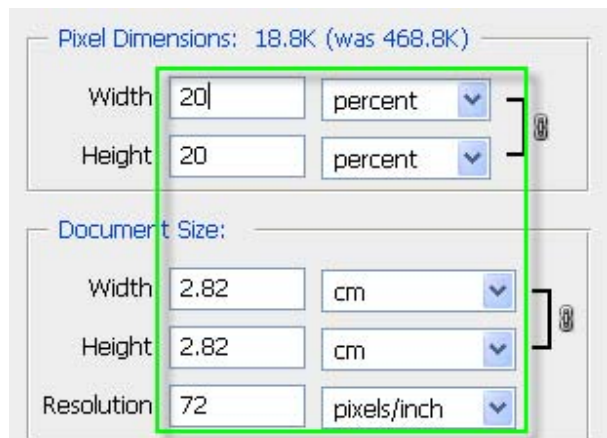 Pixel Dimensions: 18.8K (was 468.8K)
Width 20 percent
Height 20 percent
Document Size:
Width 2.82 cm
Height 2.82 cm
Resolution 72 pixels/inch